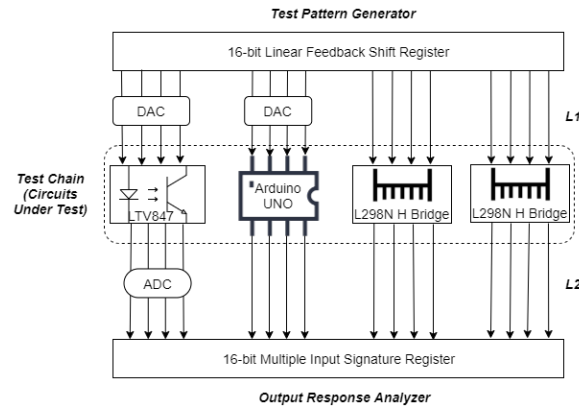 Test Pattern Generator
16-bit Linear Feedback Shift Register
DAC
DAC
L1
Test Chain
(Circuits
Under Test)
LTV847
Arduino
UNO
L298N H Bridge
L298N H Bridge
ADC
L2
16-bit Multiple Input Signature Register
Output Response Analyzer